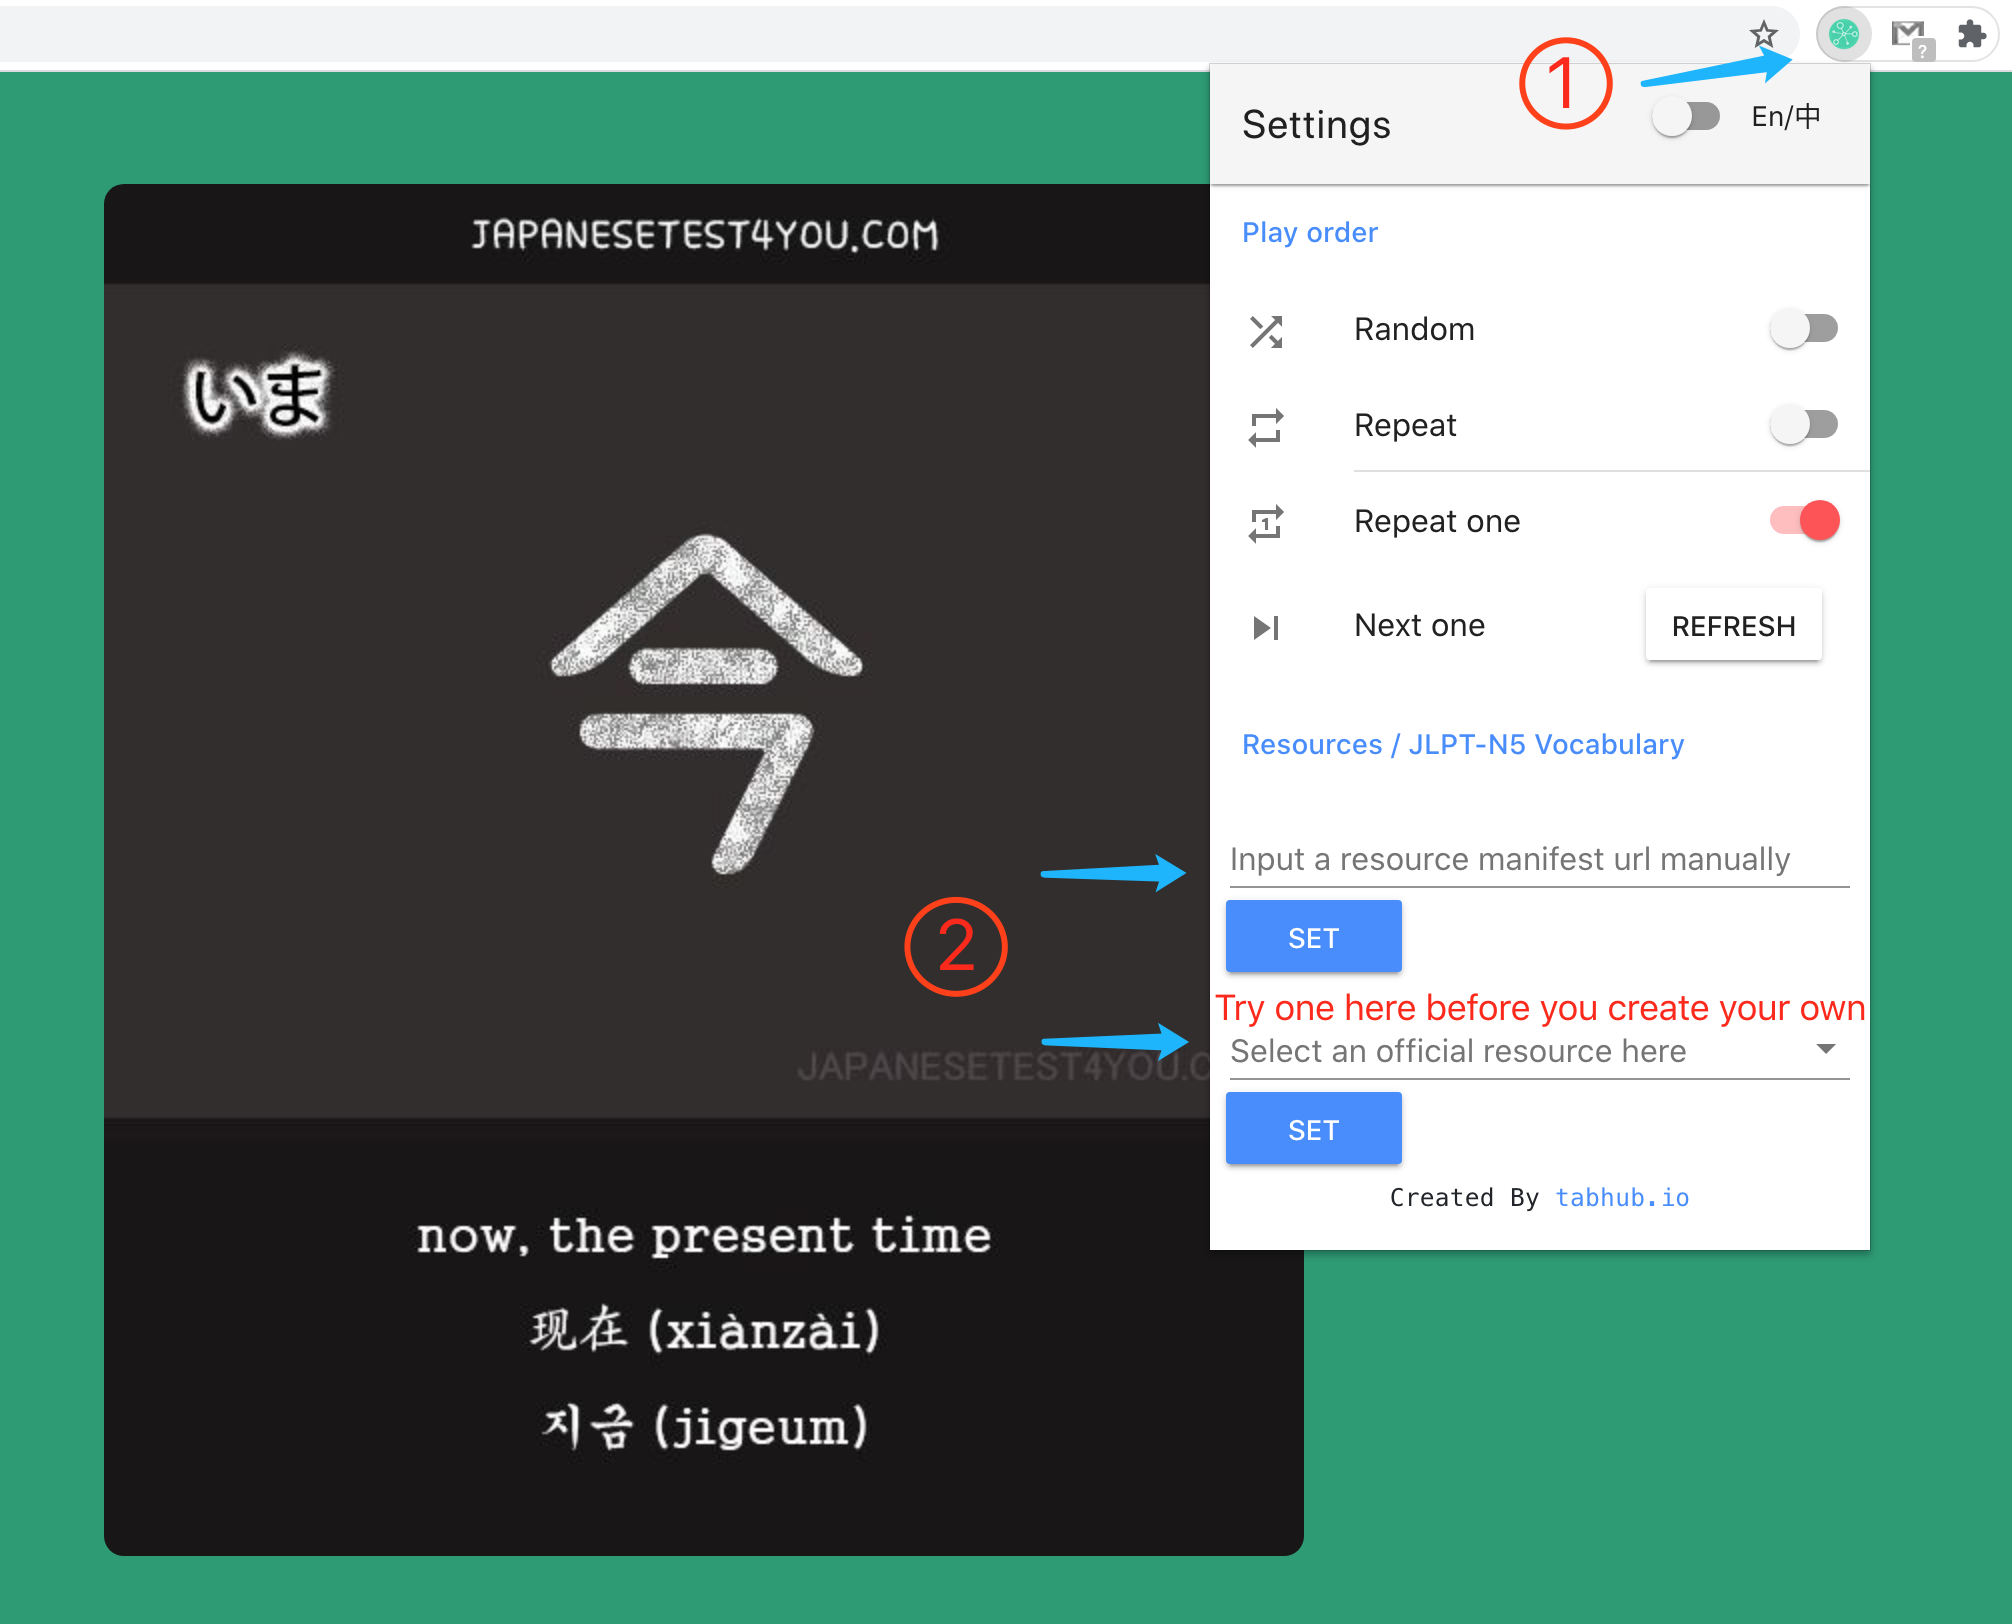 ?
①
Settings
En/中
JAPANESETEST4YOU.COM
いま
今
JAPANESETEST4YOU.C
now, the present time
现在 (xiànzài)
지금 (jigeum)
Play order
Random
Repeat
1
Repeat one
Next one
REFRESH
Resources / JLPT-N5 Vocabulary
②
Input a resource manifest url manually
SET
Try one here before you create your own
Select an official resource here
SET
Created By tabhub.io